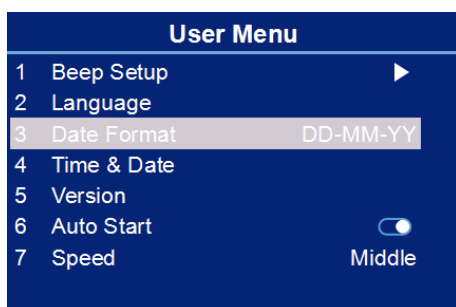 User Menu
1 Beep Setup
2 Language
3 Date Format DD-MM-YY
4 Time & Date
5 Version
6 Auto Start
7 Speed Middle